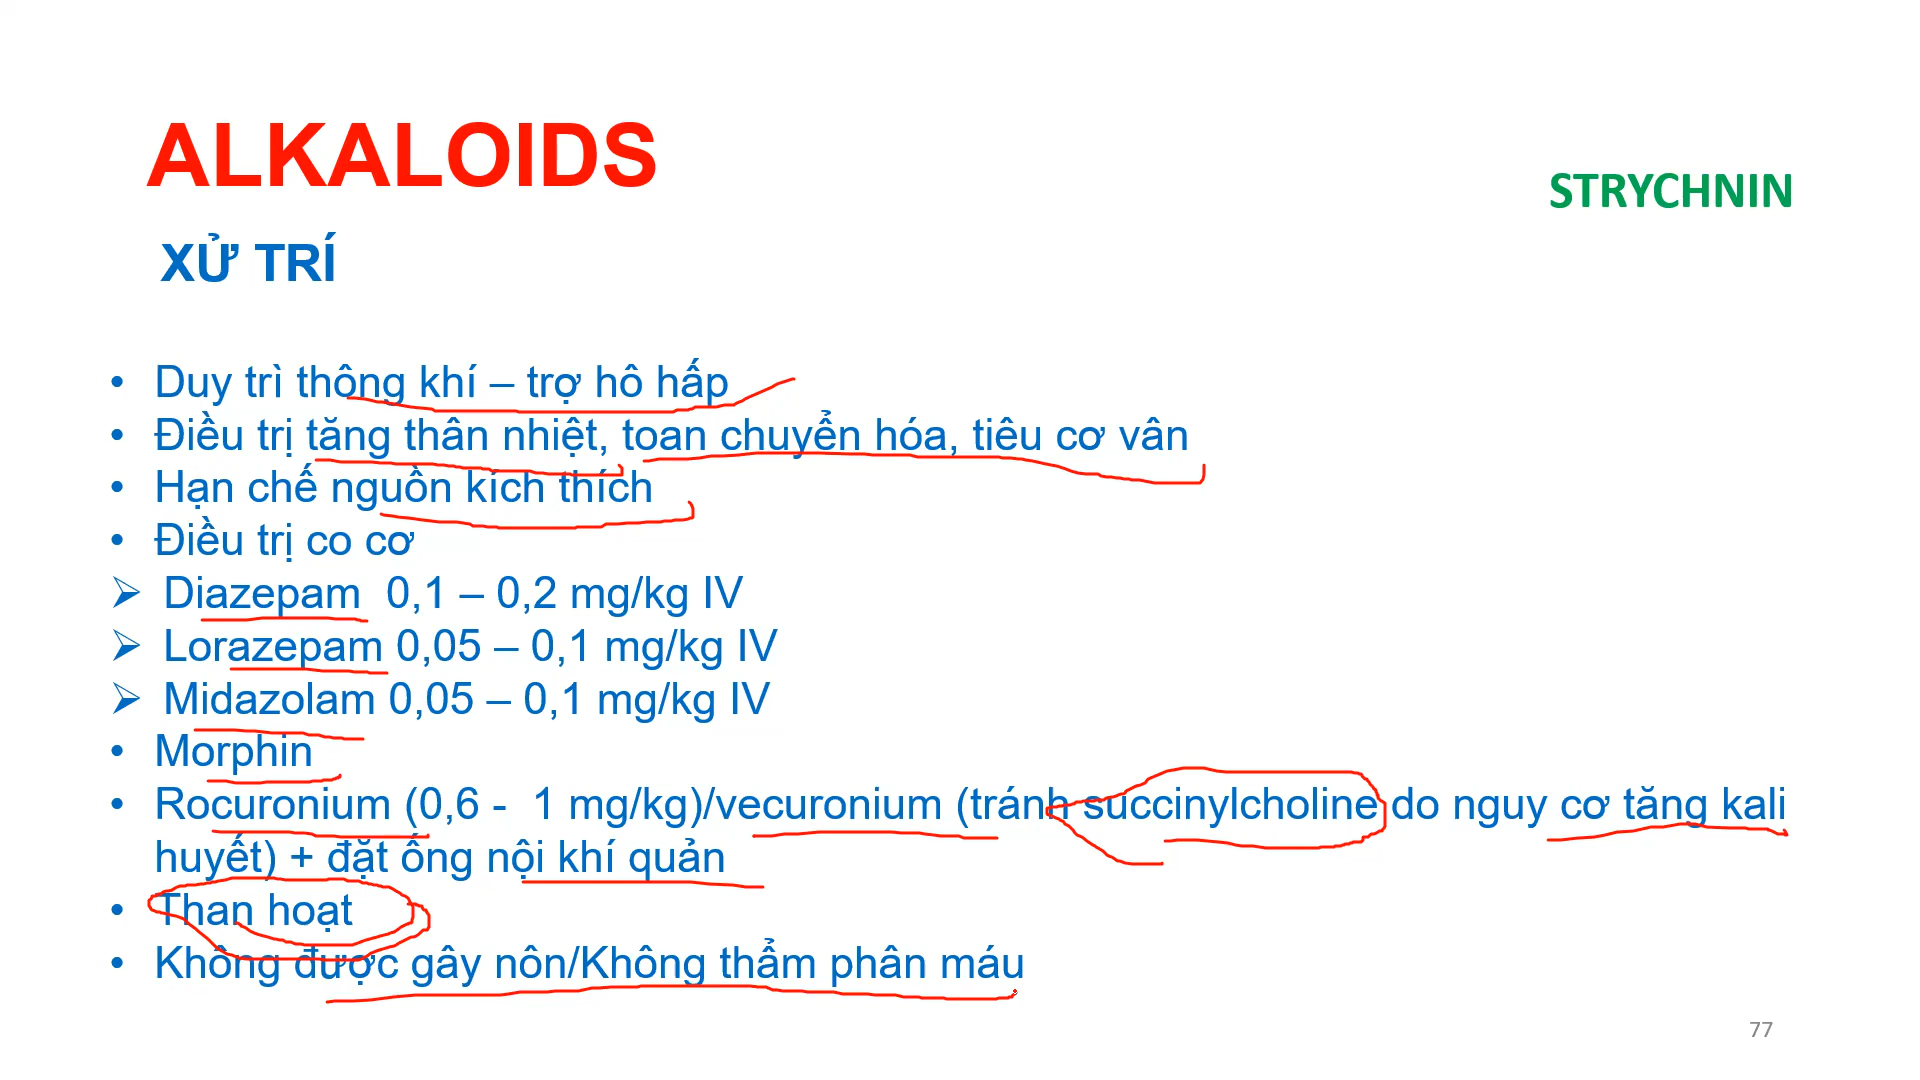 ALKALOIDS
STRYCHNIN
XỬ TRÍ
• Duy trì thông khí – trợ hô hấp
• Điều trị tăng thân nhiệt, toan chuyển hóa, tiêu cơ vân
• Hạn chế nguồn kích thích
• Điều trị co cơ
➢ Diazepam 0,1 – 0,2 mg/kg IV
➢ Lorazepam 0,05 – 0,1 mg/kg IV
➢ Midazolam 0,05 – 0,1 mg/kg IV
• Morphin
• Rocuronium (0,6 - 1 mg/kg)/vecuronium (tránh succinylcholine do nguy cơ tăng kali
huyết) + đặt ống nội khí quản
• Than hoạt
• Không được gây nôn/Không thẩm phân máu
77